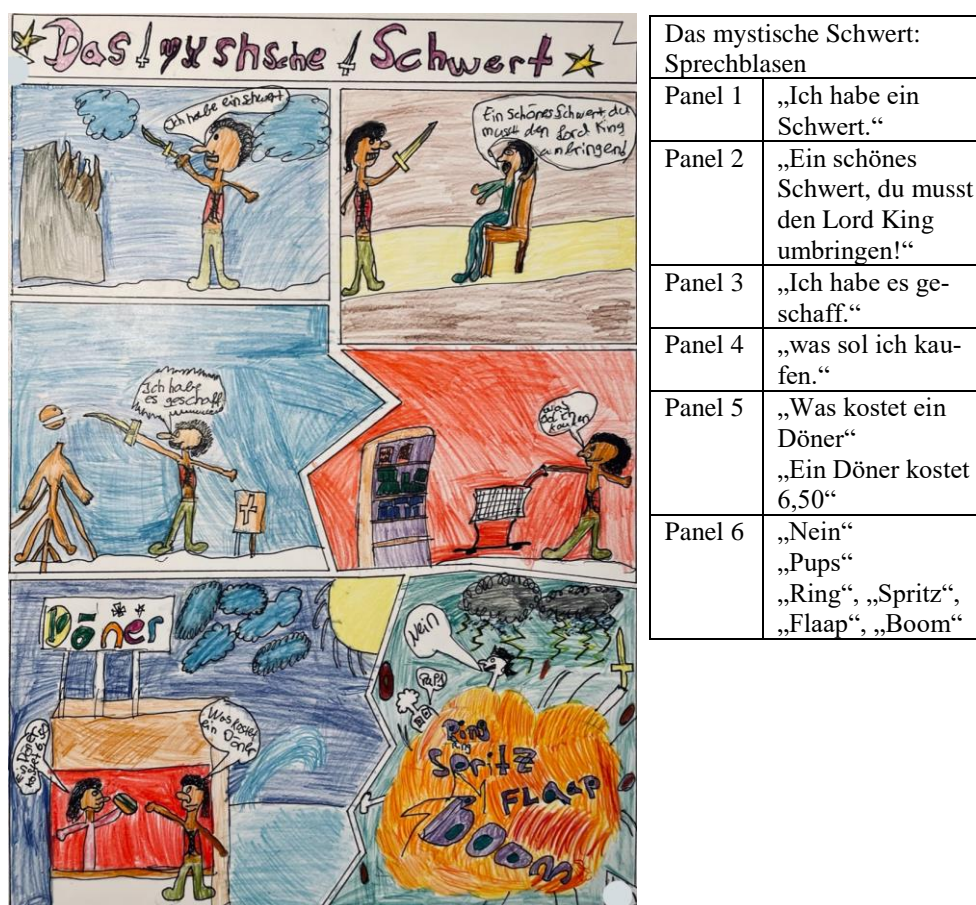 Das mystische Schwert
Ich habe ein Schwert
Ein schönes Schwert, du
musst den Lord King
umbringen!
Ich habe
es geschaff
was
sol ich
kaufen
Döner
Ein Döner
kostet 6,50
Was kostet
ein Döner
Nein
Pups
Ring
Spritz
Flaap
Boom
Das mystische Schwert:
Sprechblasen
Panel 1
„Ich habe ein
Schwert.“
Panel 2
„Ein schönes
Schwert, du musst
den Lord King
umbringen!“
Panel 3
„Ich habe es ge-
schaff.“
Panel 4
„was sol ich kau-
fen.“
Panel 5
„Was kostet ein
Döner“
„Ein Döner kostet
6,50“
Panel 6
„Nein“
„Pups“
„Ring“, „Spritz“,
„Flaap“, „Boom“